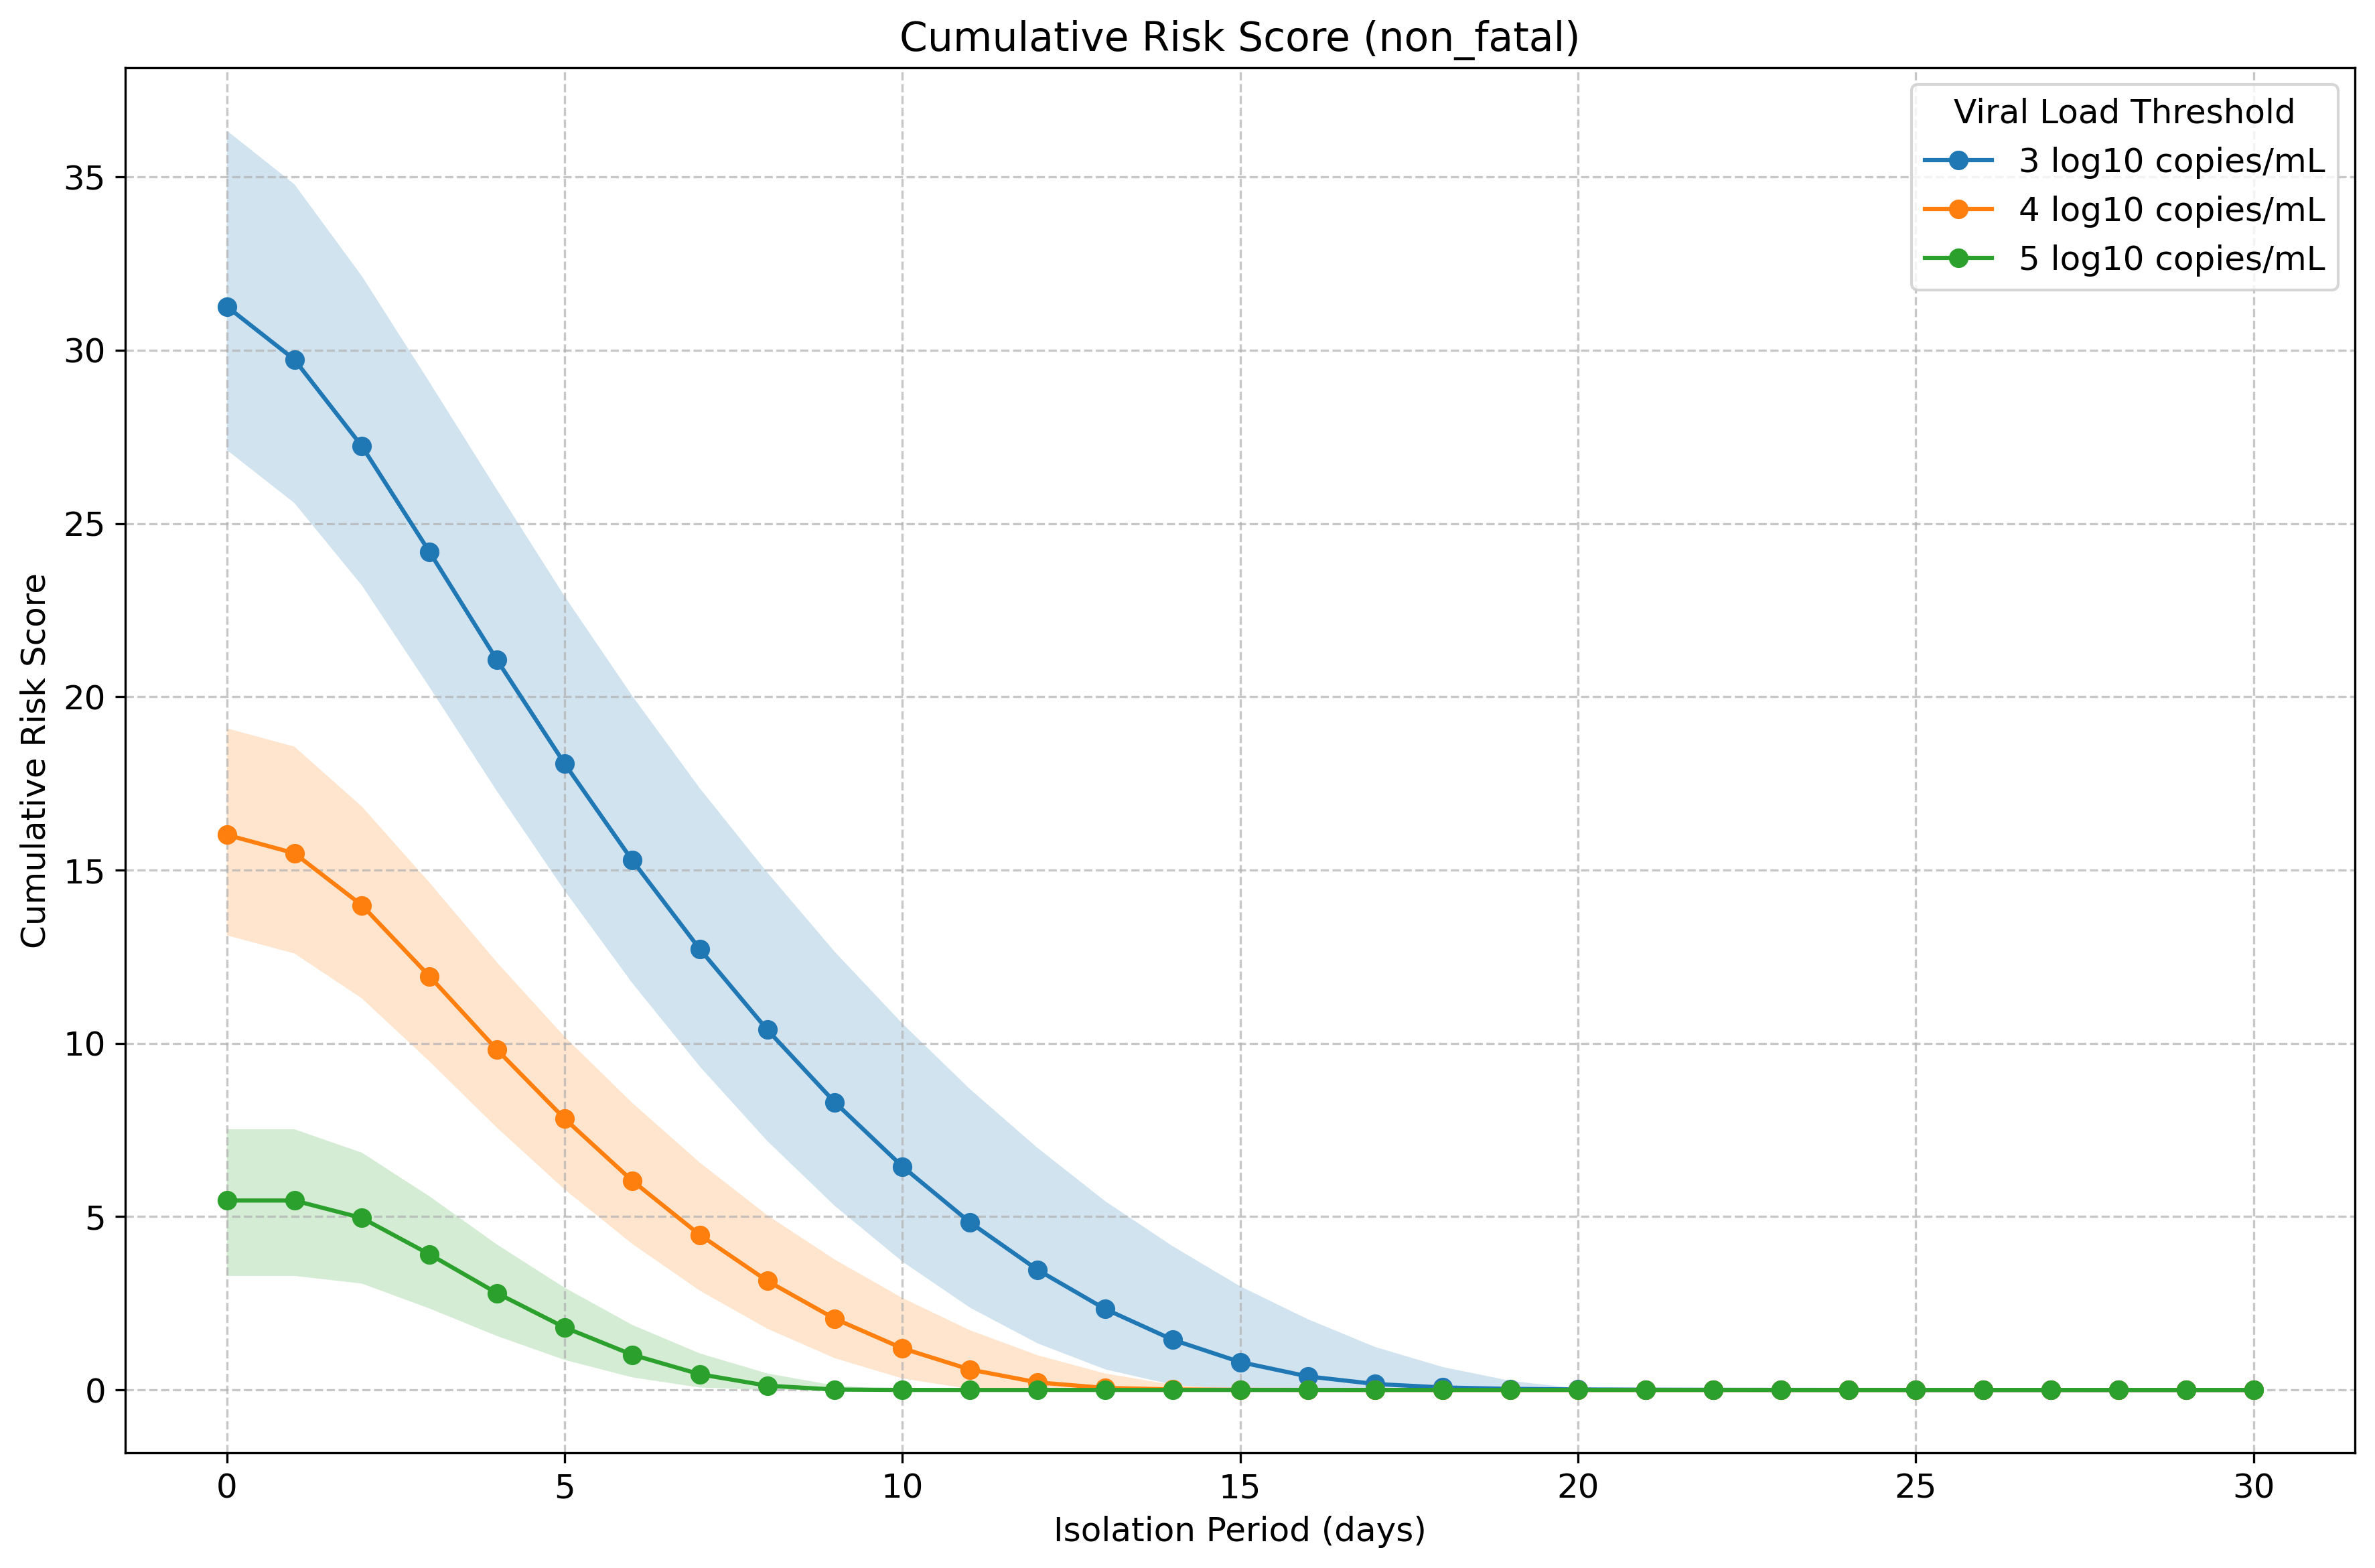 Cumulative Risk Score (non_fatal)
Viral Load Threshold
3 log10 copies/mL
4 log10 copies/mL
5 log10 copies/mL
Cumulative Risk Score
35
30
25
20
15
10
5
0
0 5 10 15 20 25 30
Isolation Period (days)